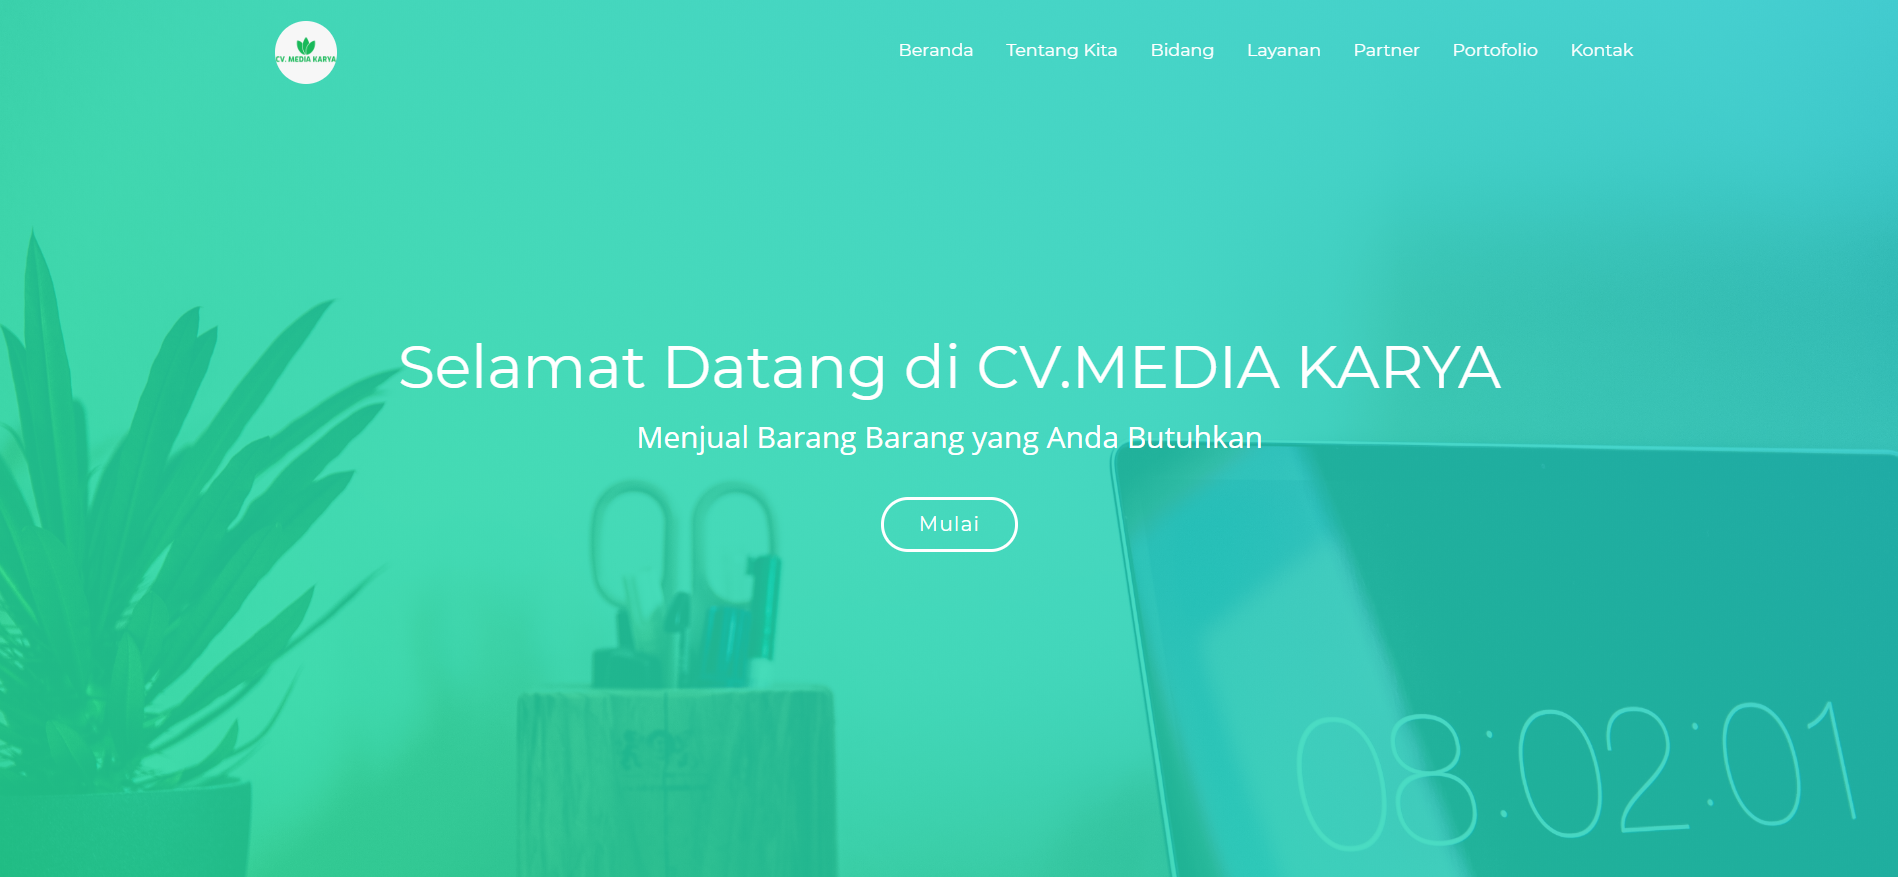 CV. MEDIA KARYA
Beranda Tentang Kita Bidang Layanan Partner Portofolio Kontak
Selamat Datang di CV.MEDIA KARYA
Menjual Barang Barang yang Anda Butuhkan
Mulai
08:02:01